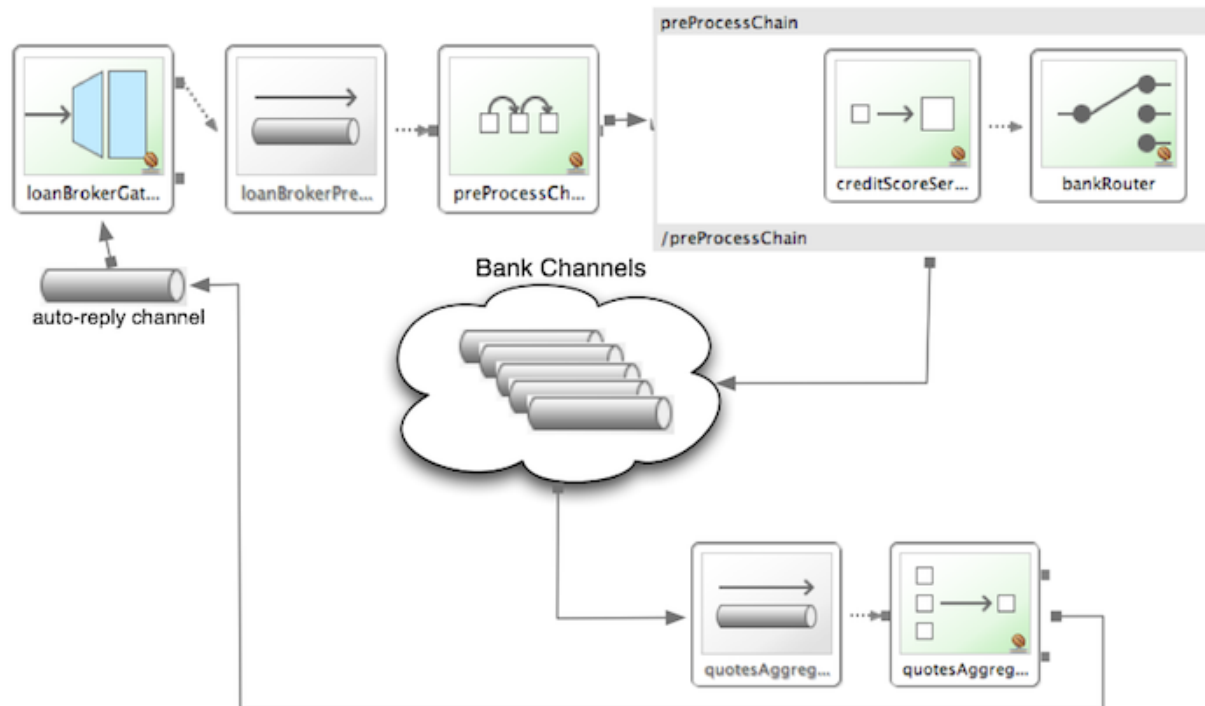 preProcessChain
loanBrokerGat...
loanBrokerPre...
preProcessCh...
creditScoreSer...
bankRouter
/preProcessChain
Bank Channels
auto-reply channel
quotesAggreg...
quotesAggreg...